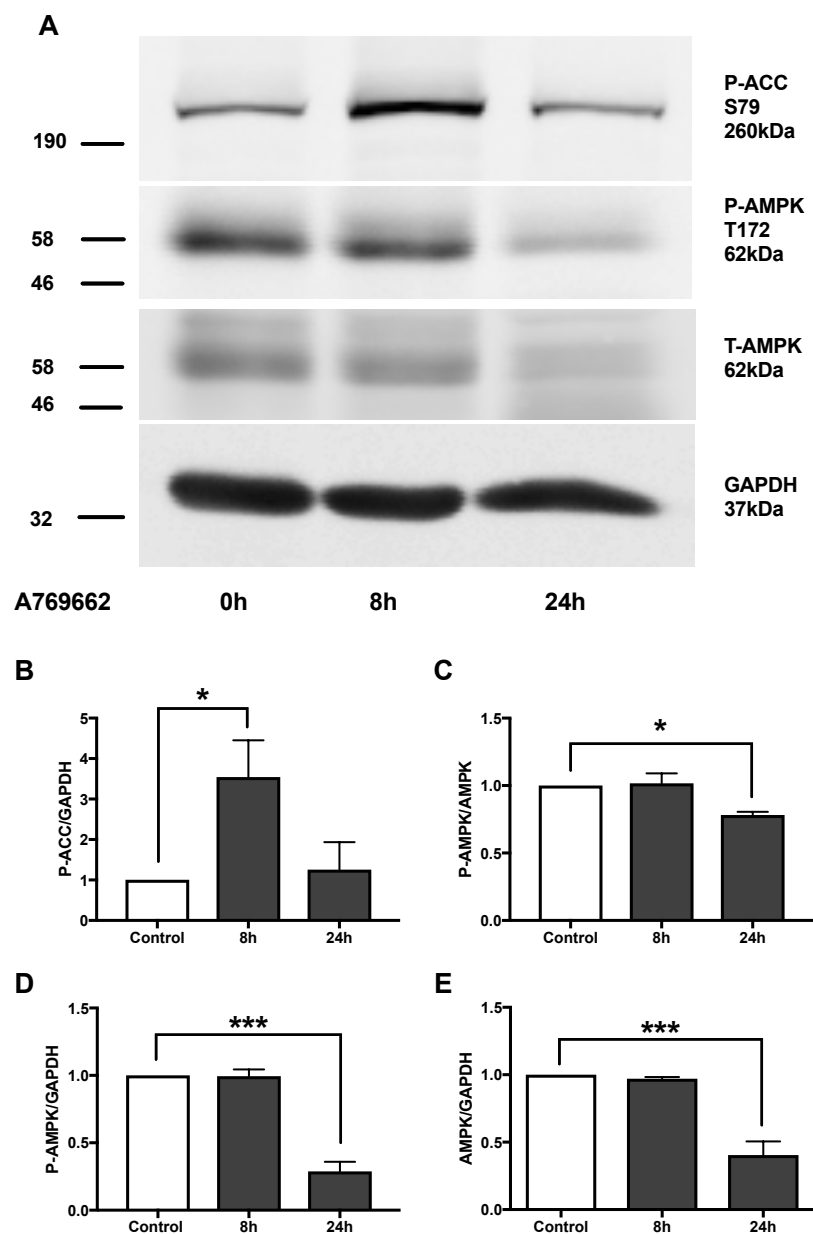 A
P-ACC
S79
260kDa
190
P-AMPK
T172
62kDa
58
46
T-AMPK
62kDa
58
46
GAPDH
37kDa
32
A769662 0h 8h 24h
B
*
P-ACC/GAPDH
5
4
3
2
1
0
Control 8h 24h
C
*
P-AMPK/AMPK
1.5
1.0
0.5
0.0
Control 8h 24h
D
***
P-AMPK/GAPDH
1.5
1.0
0.5
0.0
Control 8h 24h
E
***
AMPK/GAPDH
1.5
1.0
0.5
0.0
Control 8h 24h